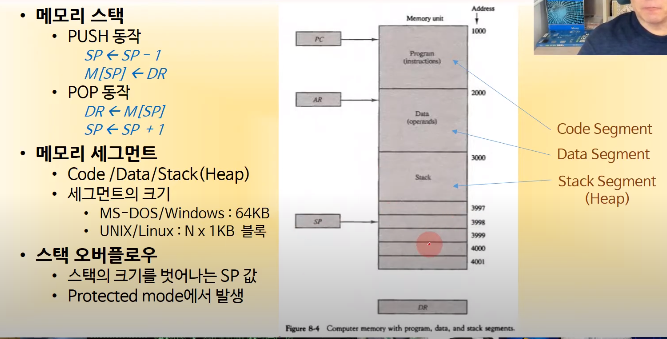 • 메모리 스택
• PUSH 동작
SP ← SP – 1
M[SP] ← DR
• POP 동작
DR ← M[SP]
SP ← SP + 1
• 메모리 세그먼트
• Code /Data/Stack(Heap)
• 세그먼트의 크기
• MS-DOS/Windows : 64KB
• UNIX/Linux : N x 1KB 블록
• 스택 오버플로우
• 스택의 크기를 벗어나는 SP 값
• Protected mode에서 발생
Memory unit
Address
PC
1000
Program
(instructions)
AR
2000
Data
(operands)
3000
Stack
3997
SP
3998
3999
4000
4001
DR
Code Segment
Data Segment
Stack Segment
(Heap)
Figure 8-4 Computer memory with program, data, and stack segments.